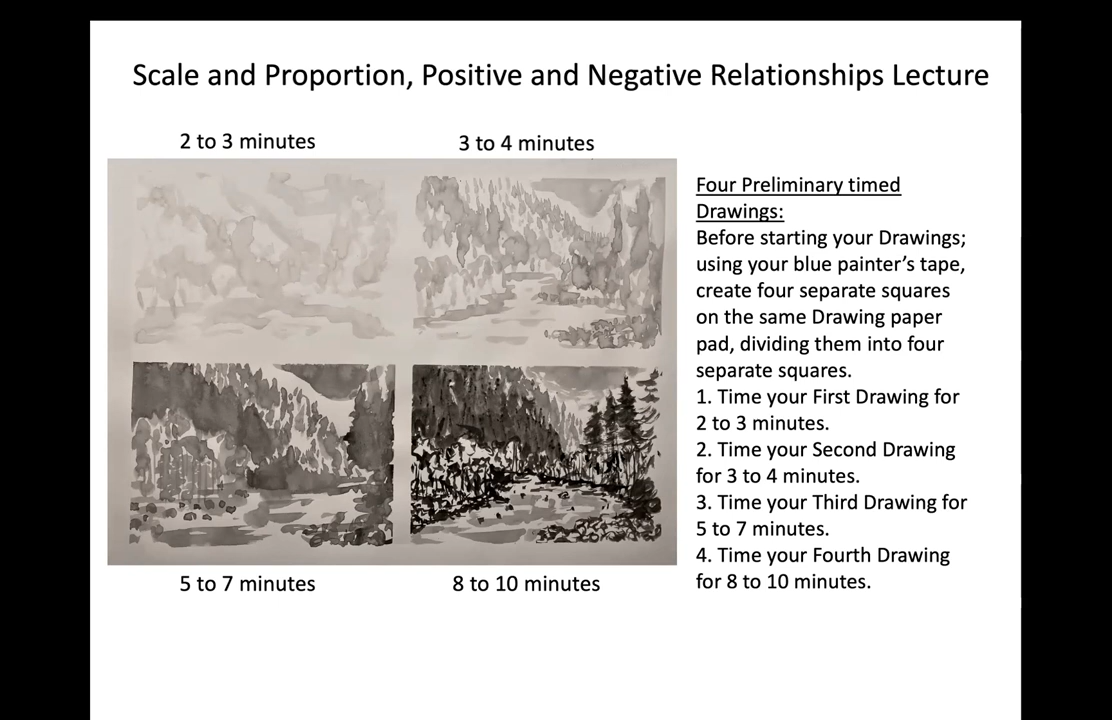 Scale and Proportion, Positive and Negative Relationships Lecture
2 to 3 minutes
3 to 4 minutes
5 to 7 minutes
8 to 10 minutes
Four Preliminary timed
Drawings:
Before starting your Drawings;
using your blue painter’s tape,
create four separate squares
on the same Drawing paper
pad, dividing them into four
separate squares.
1. Time your First Drawing for
2 to 3 minutes.
2. Time your Second Drawing
for 3 to 4 minutes.
3. Time your Third Drawing for
5 to 7 minutes.
4. Time your Fourth Drawing
for 8 to 10 minutes.